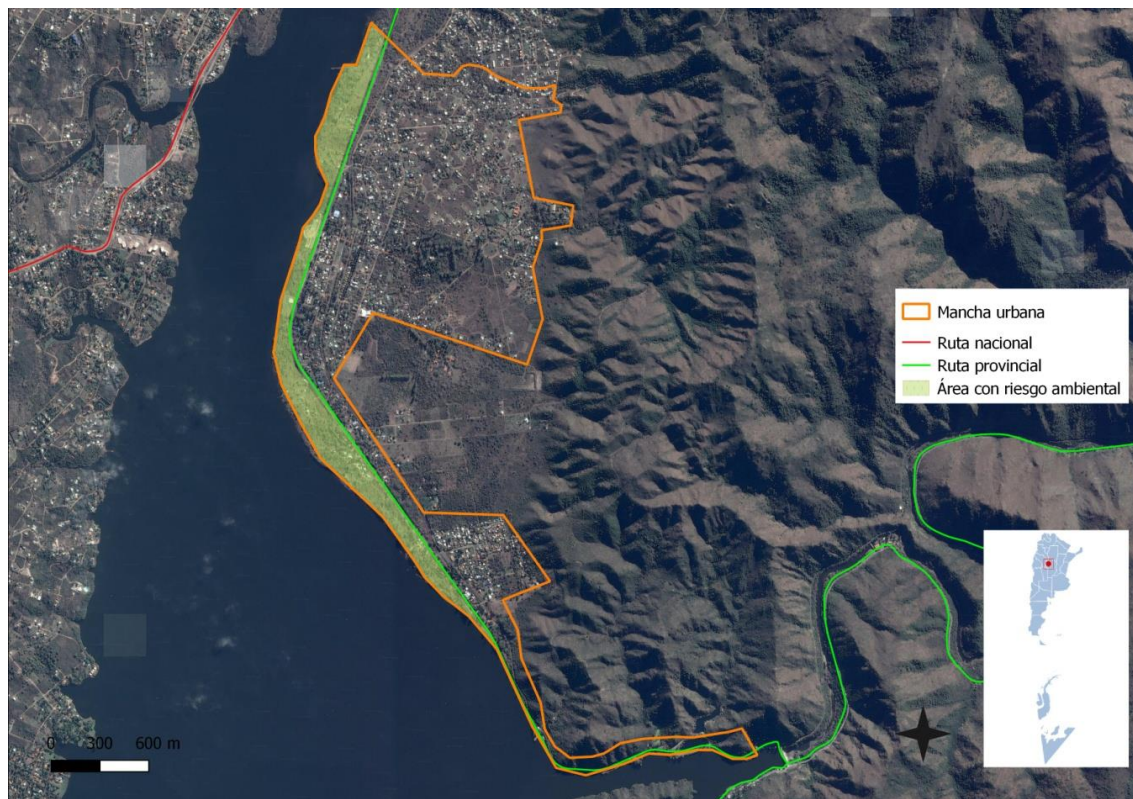 Mancha urbana
Ruta nacional
Ruta provincial
Área con riesgo ambiental
0 300 600 m